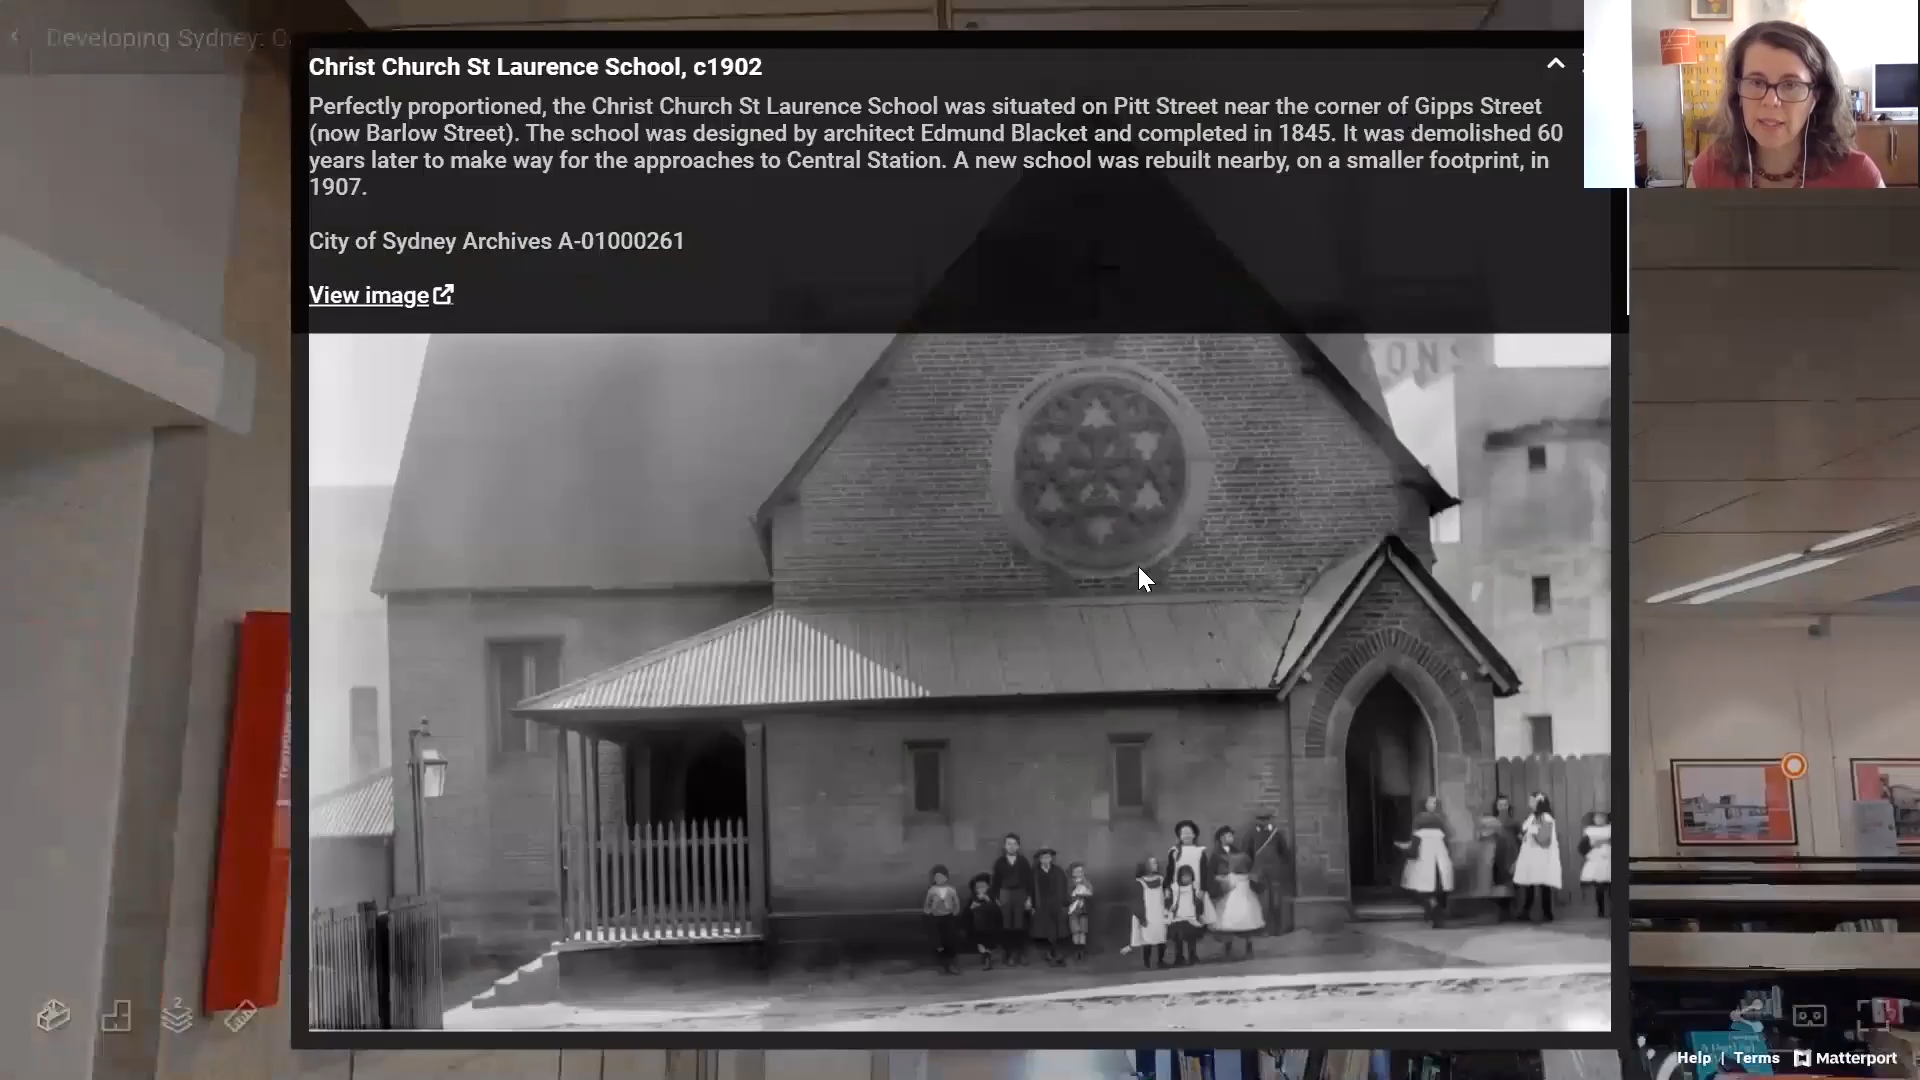 Developing Sydney:
Christ Church St Laurence School, c1902
Perfectly proportioned, the Christ Church St Laurence School was situated on Pitt Street near the corner of Gipps Street
(now Barlow Street). The school was designed by architect Edmund Blacket and completed in 1845. It was demolished 60
years later to make way for the approaches to Central Station. A new school was rebuilt nearby, on a smaller footprint, in
1907.
City of Sydney Archives A-01000261
View image
ONS
2
Help | Terms Matterport